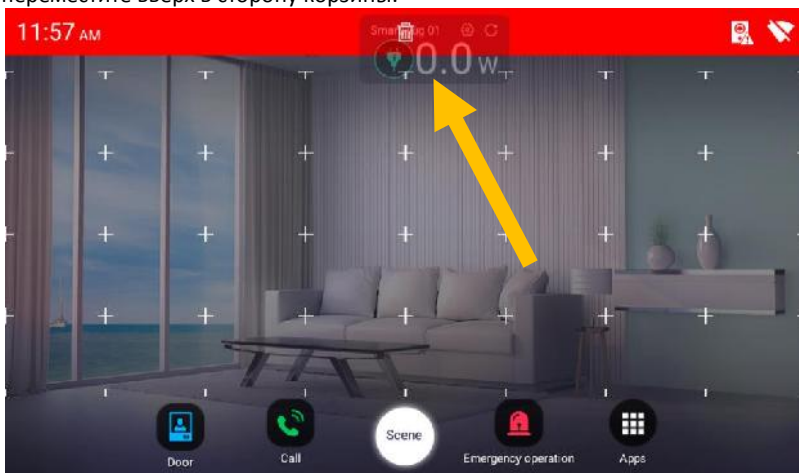 переместите вверх в сторону корзины.
11:57 AM
Smart Plug 01
0.0 W
Door
Call
Scene
Emergency operation
Apps